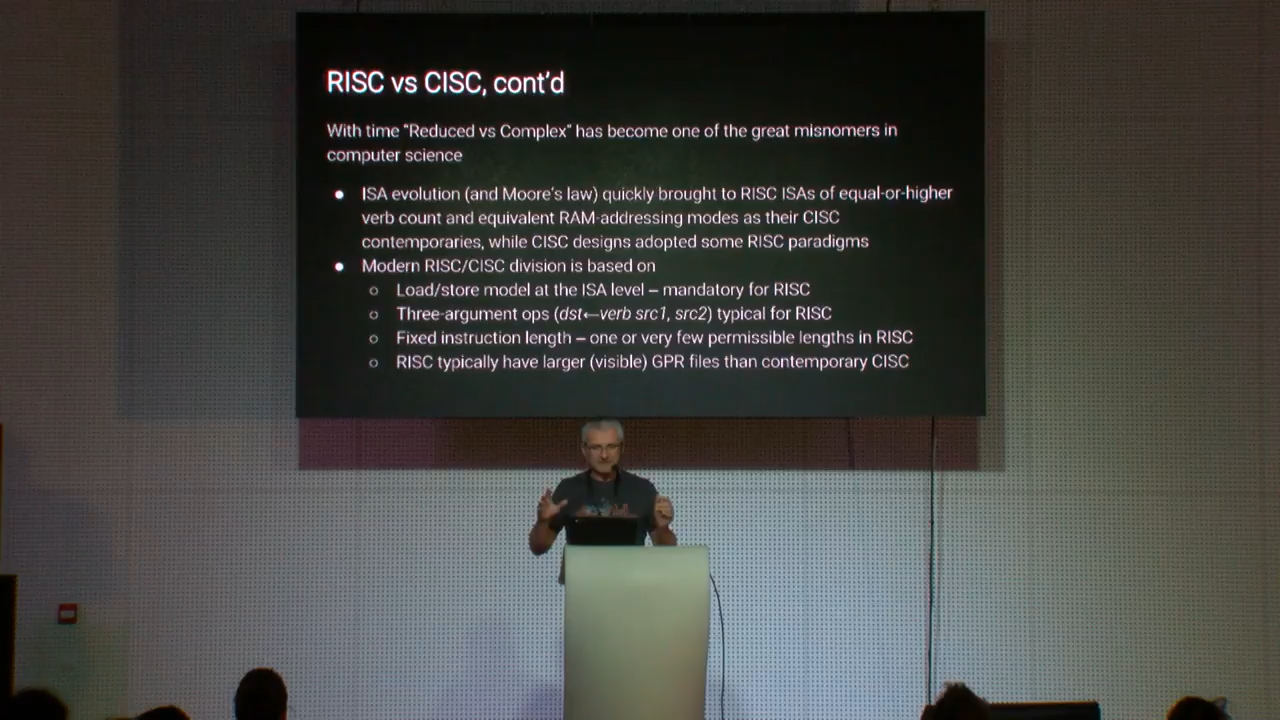 RISC vs CISC, cont'd
With time "Reduced vs Complex" has become one of the great misnomers in
computer science
● ISA evolution (and Moore's law) quickly brought to RISC ISAs of equal-or-higher
verb count and equivalent RAM-addressing modes as their CISC
contemporaries, while CISC designs adopted some RISC paradigms
● Modern RISC/CISC division is based on
○ Load/store model at the ISA level – mandatory for RISC
○ Three-argument ops (dst←verb src1, src2) typical for RISC
○ Fixed instruction length – one or very few permissible lengths in RISC
○ RISC typically have larger (visible) GPR files than contemporary CISC